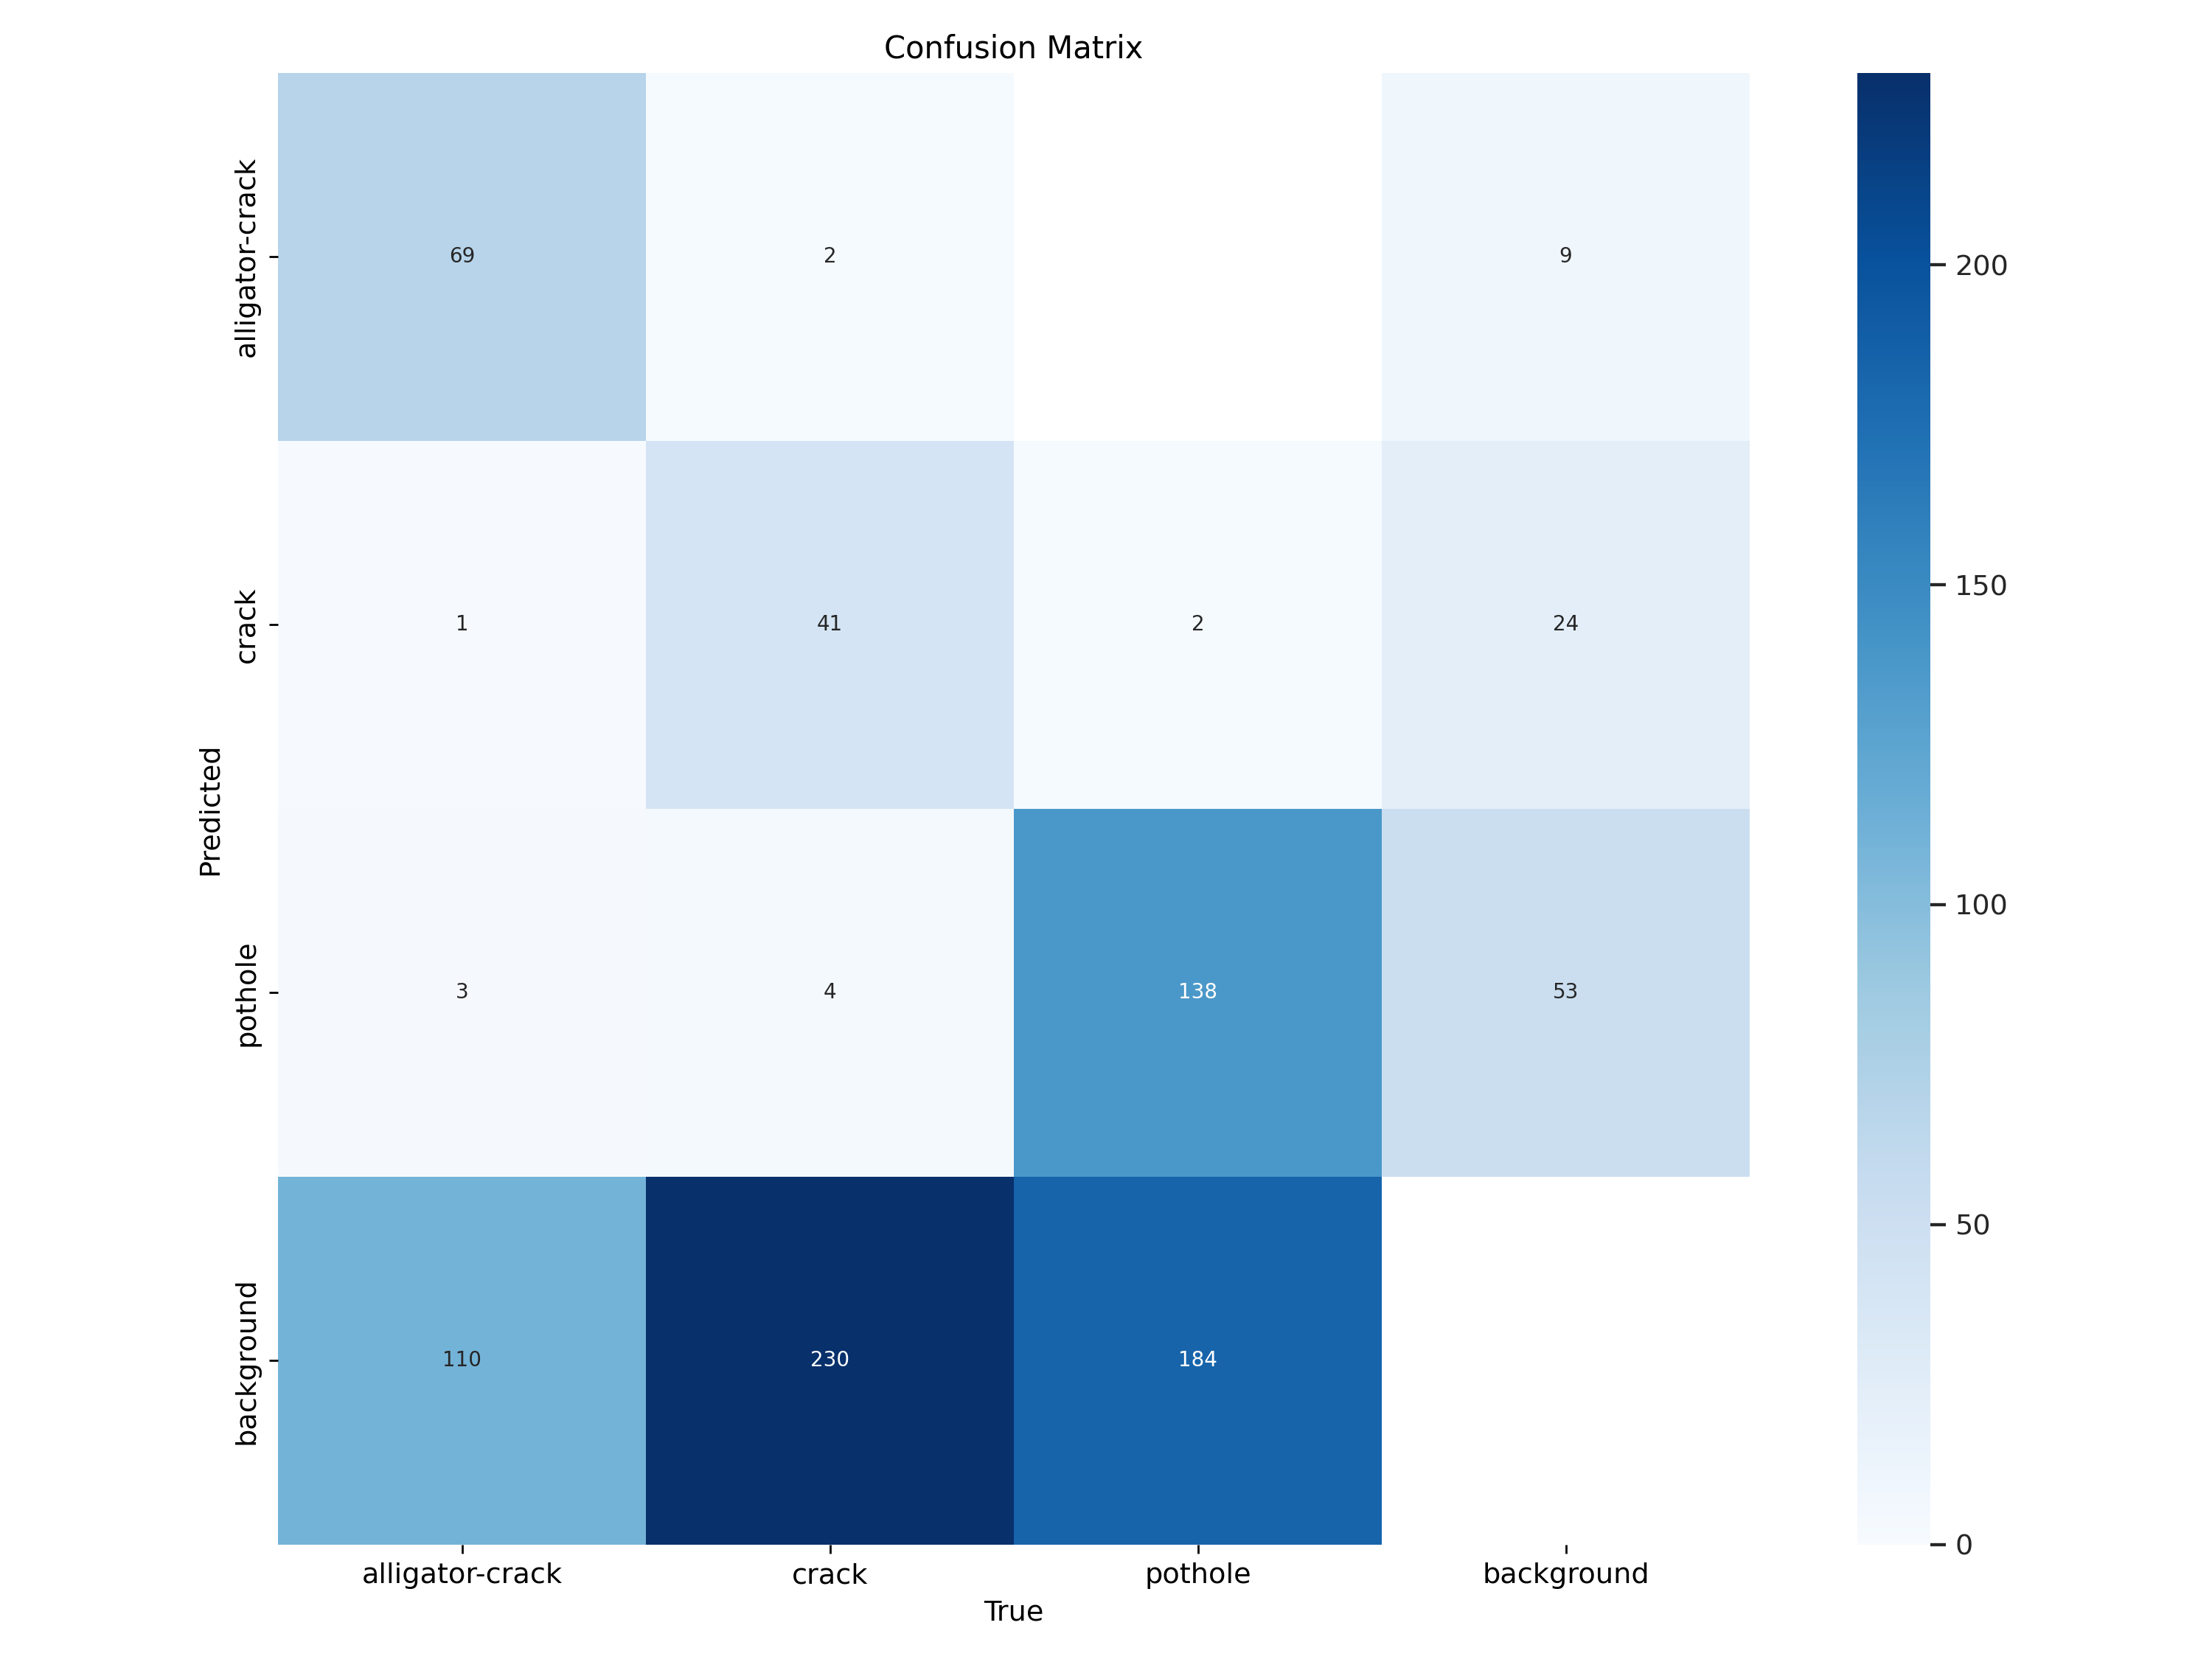 Confusion Matrix
alligator-crack
69
2
9
200
crack
1
41
2
24
150
Predicted
100
pothole
3
4
138
53
50
background
110
230
184
0
alligator-crack
crack
pothole
background
True